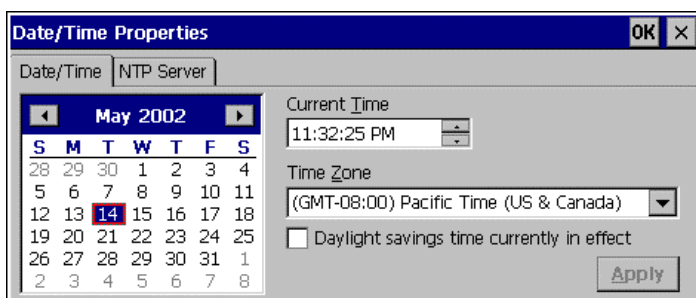 Date/Time Properties OK ×
Date/Time NTP Server
May 2002
S M T W T F S
28 29 30 1 2 3 4
5 6 7 8 9 10 11
12 13 14 15 16 17 18
19 20 21 22 23 24 25
26 27 28 29 30 31 1
2 3 4 5 6 7 8
Current Time
11:32:25 PM
Time Zone
(GMT-08:00) Pacific Time (US & Canada)
Daylight savings time currently in effect
Apply